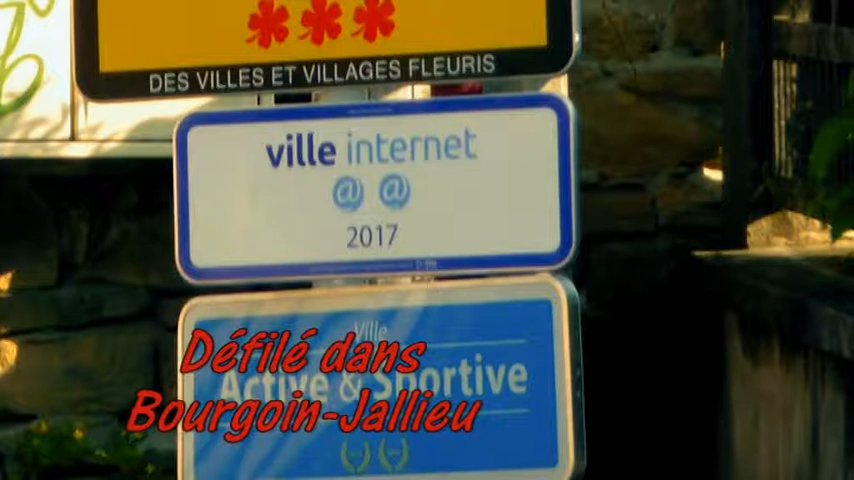 DES VILLES ET VILLAGES FLEURIS
ville internet
@ @
2017
Ville
Active & Sportive
Défilé dans
Bourgoin-Jallieu